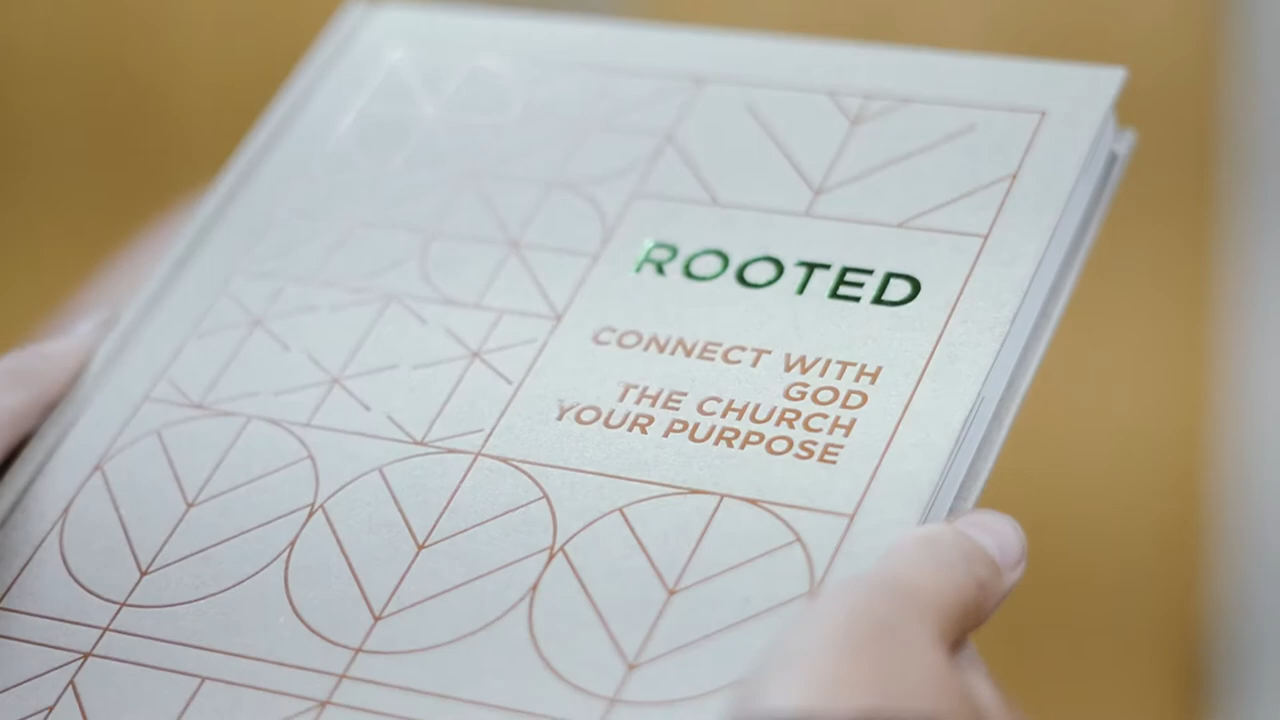 ROOTED
CONNECT WITH
GOD
THE CHURCH
YOUR PURPOSE